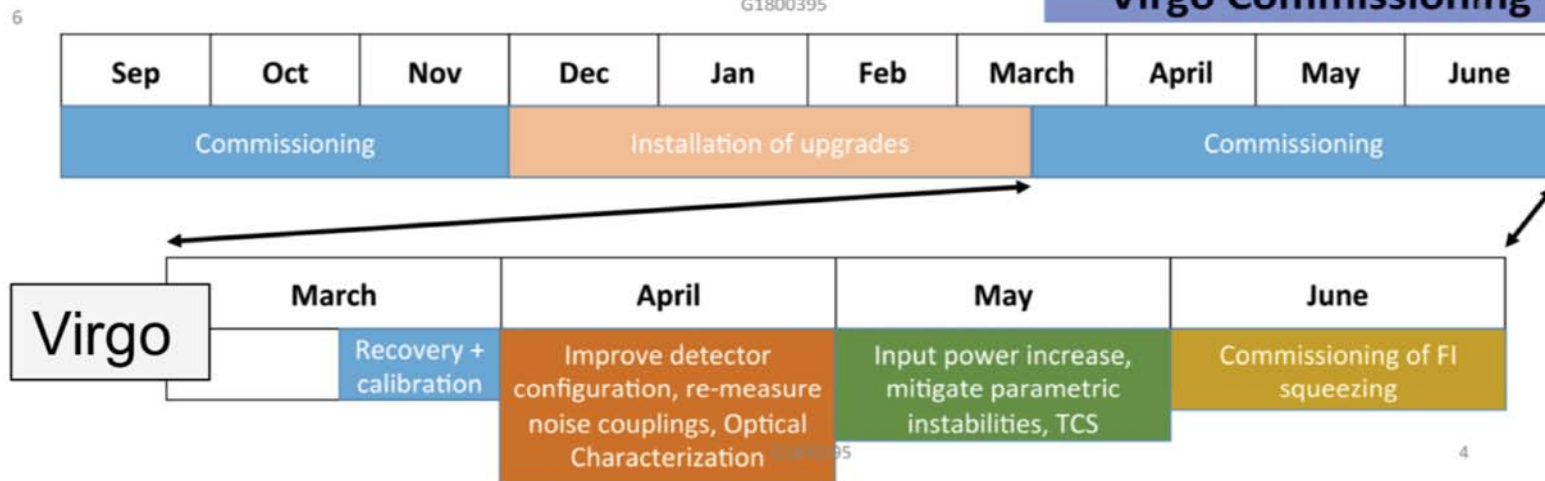 6
G1800395
Virgo Commissioning
Sep Oct Nov Dec Jan Feb March April May June
Commissioning Installation of upgrades Commissioning
Virgo
March April May June
Recovery +
calibration
Improve detector
configuration, re-measure
noise couplings, Optical
Characterization
Input power increase,
mitigate parametric
instabilities, TCS
Commissioning of FI
squeezing
95
4